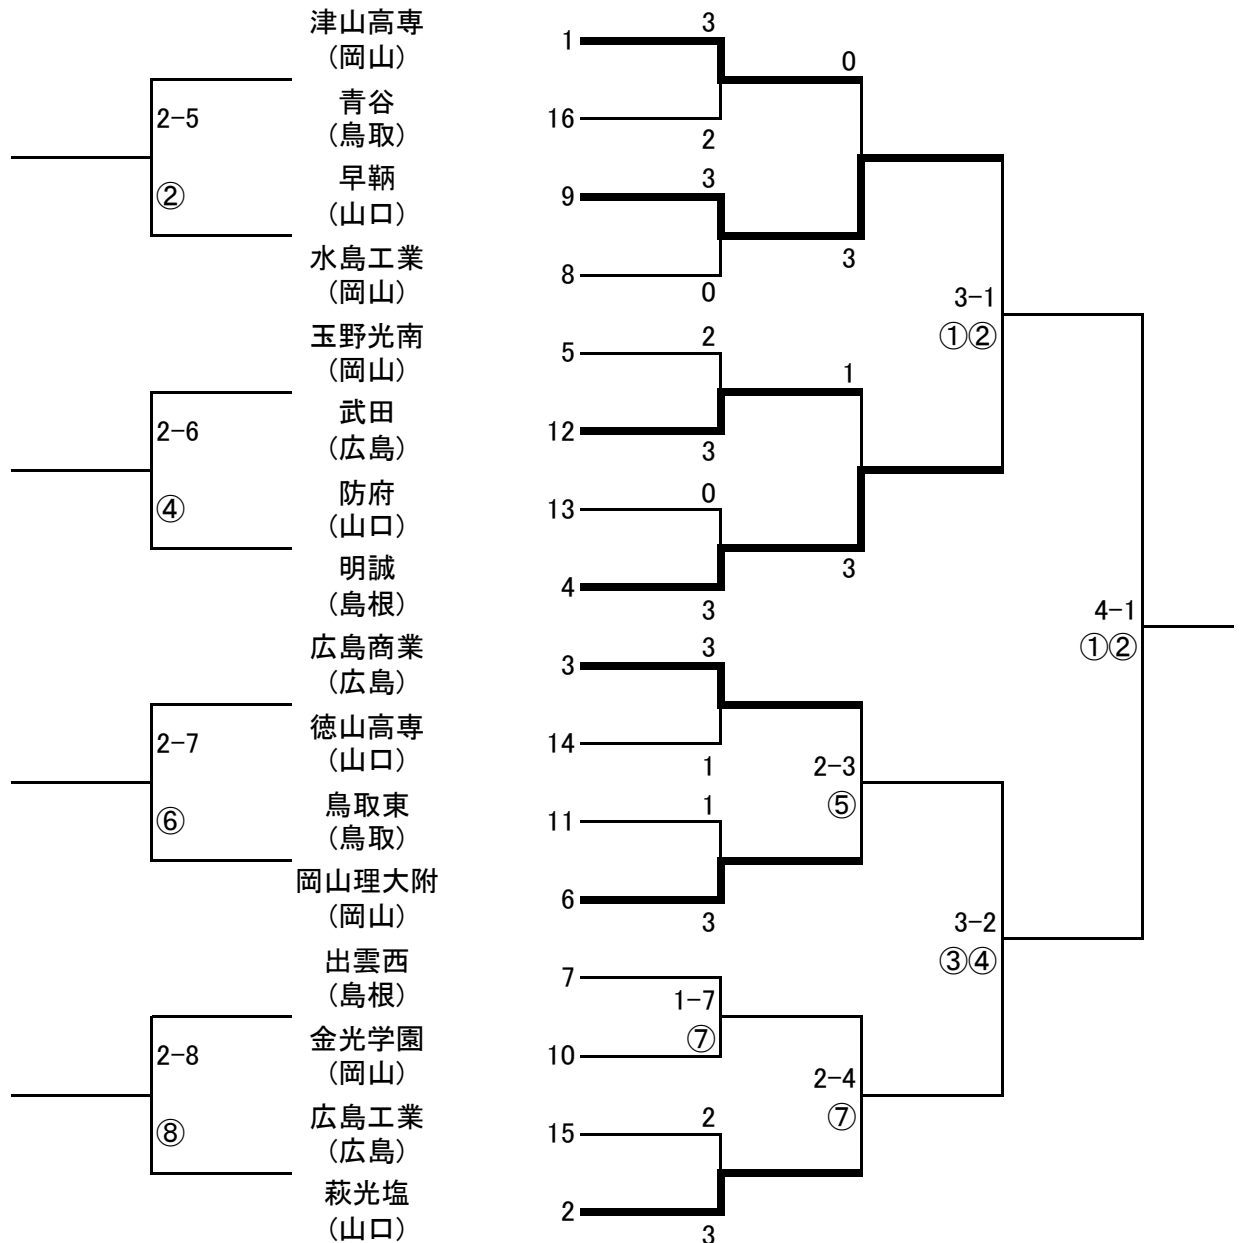 津山高専
(岡山)
1
3
0
青谷
(鳥取)
16
2
2-5
②
早鞆
(山口)
9
3
水島工業
(岡山)
8
0
3
3-1
①②
玉野光南
(岡山)
5
2
1
武田
(広島)
12
3
2-6
④
防府
(山口)
13
0
明誠
(島根)
4
3
3
4-1
①②
広島商業
(広島)
3
3
徳山高専
(山口)
14
1
2-7
⑥
2-3
⑤
鳥取東
(鳥取)
11
1
岡山理大附
(岡山)
6
3
3-2
③④
出雲西
(島根)
7
1-7
⑦
金光学園
(岡山)
10
2-8
⑧
2-4
⑦
広島工業
(広島)
15
2
萩光塩
(山口)
2
3